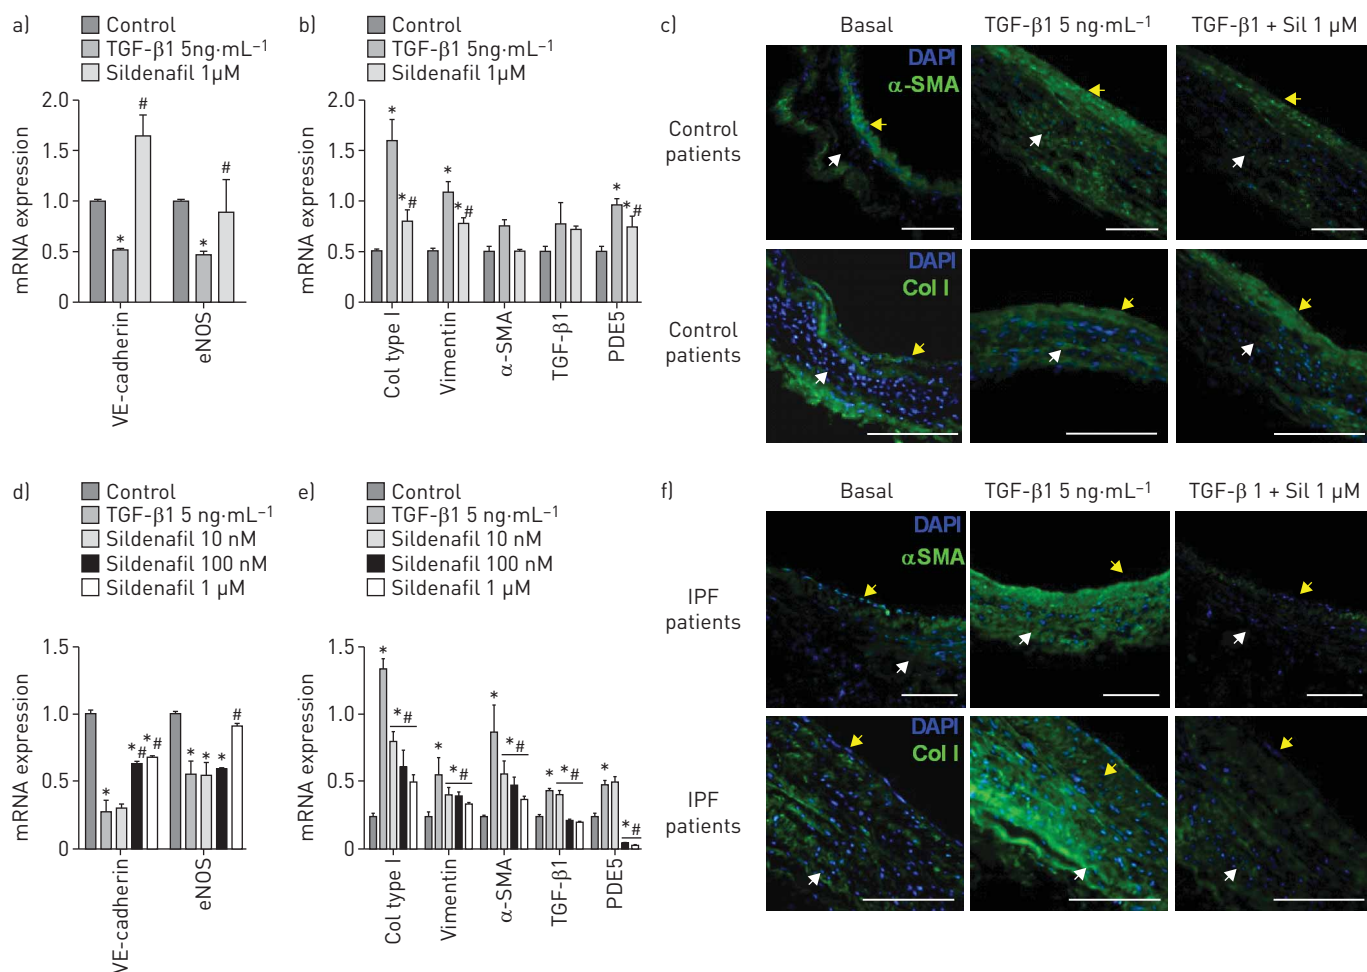 a)
Control
TGF-β1 5ng·mL⁻¹
Sildenafil 1μM
# #
* *
2.0
1.5
1.0
0.5
0
mRNA expression
VE-cadherin
eNOS
b)
Control
TGF-β1 5ng·mL⁻¹
Sildenafil 1μM
* *# * *# * *#
2.0
1.5
1.0
0.5
0
mRNA expression
Col type I
Vimentin
α-SMA
TGF-β1
PDE5
c)
Basal
TGF-β1 5 ng·mL⁻¹
TGF-β1 + Sil 1 μM
Control
patients
DAPI
α-SMA
Control
patients
DAPI
Col I
d)
Control
TGF-β1 5 ng·mL⁻¹
Sildenafil 10 nM
Sildenafil 100 nM
Sildenafil 1 μM
1.5
1.0
0.5
0
mRNA expression
* *# *# * * * #
VE-cadherin
eNOS
e)
Control
TGF-β1 5 ng·mL⁻¹
Sildenafil 10 nM
Sildenafil 100 nM
Sildenafil 1 μM
1.5
1.0
0.5
0
mRNA expression
* *# * *# * *# * *# * *#
Col type I
Vimentin
α-SMA
TGF-β1
PDE5
f)
Basal
TGF-β1 5 ng·mL⁻¹
TGF-β 1 + Sil 1 μM
IPF
patients
DAPI
αSMA
IPF
patients
DAPI
Col I